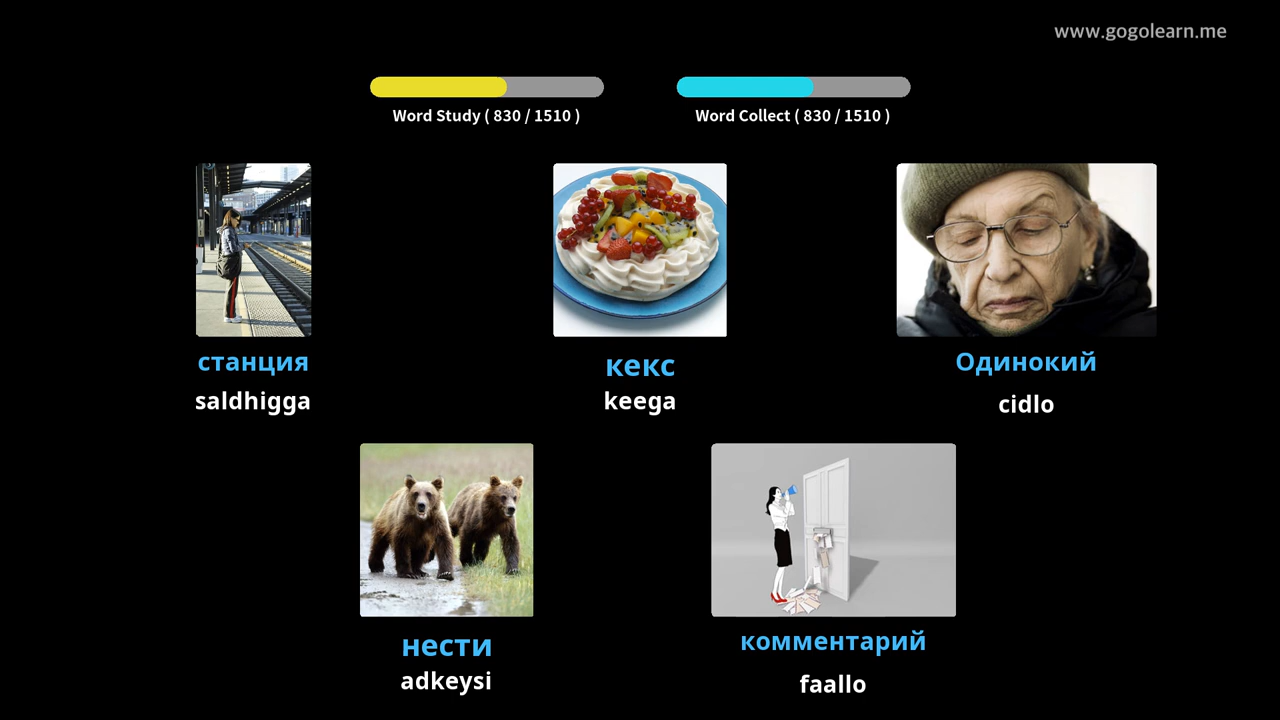 www.gogolearn.me
Word Study ( 830 / 1510 )
Word Collect ( 830 / 1510 )
станция
saldhigga
кекс
keega
Одинокий
cidlo
нести
adkeysi
комментарий
faallo